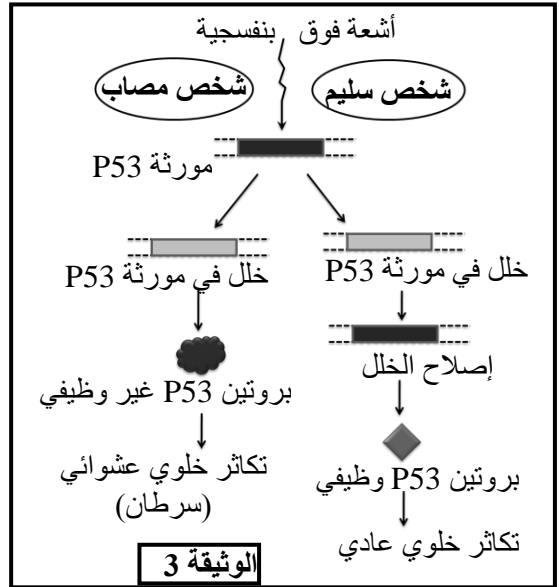 أشعة فوق بنفسجية
شخص سليم
شخص مصاب
مورثة P53
خلل في مورثة P53
خلل في مورثة P53
إصلاح الخلل
بروتين P53 غير وظيفي
بروتين P53 وظيفي
تكاثر خلوي عشوائي
(سرطان)
تكاثر خلوي عادي
الوثيقة 3